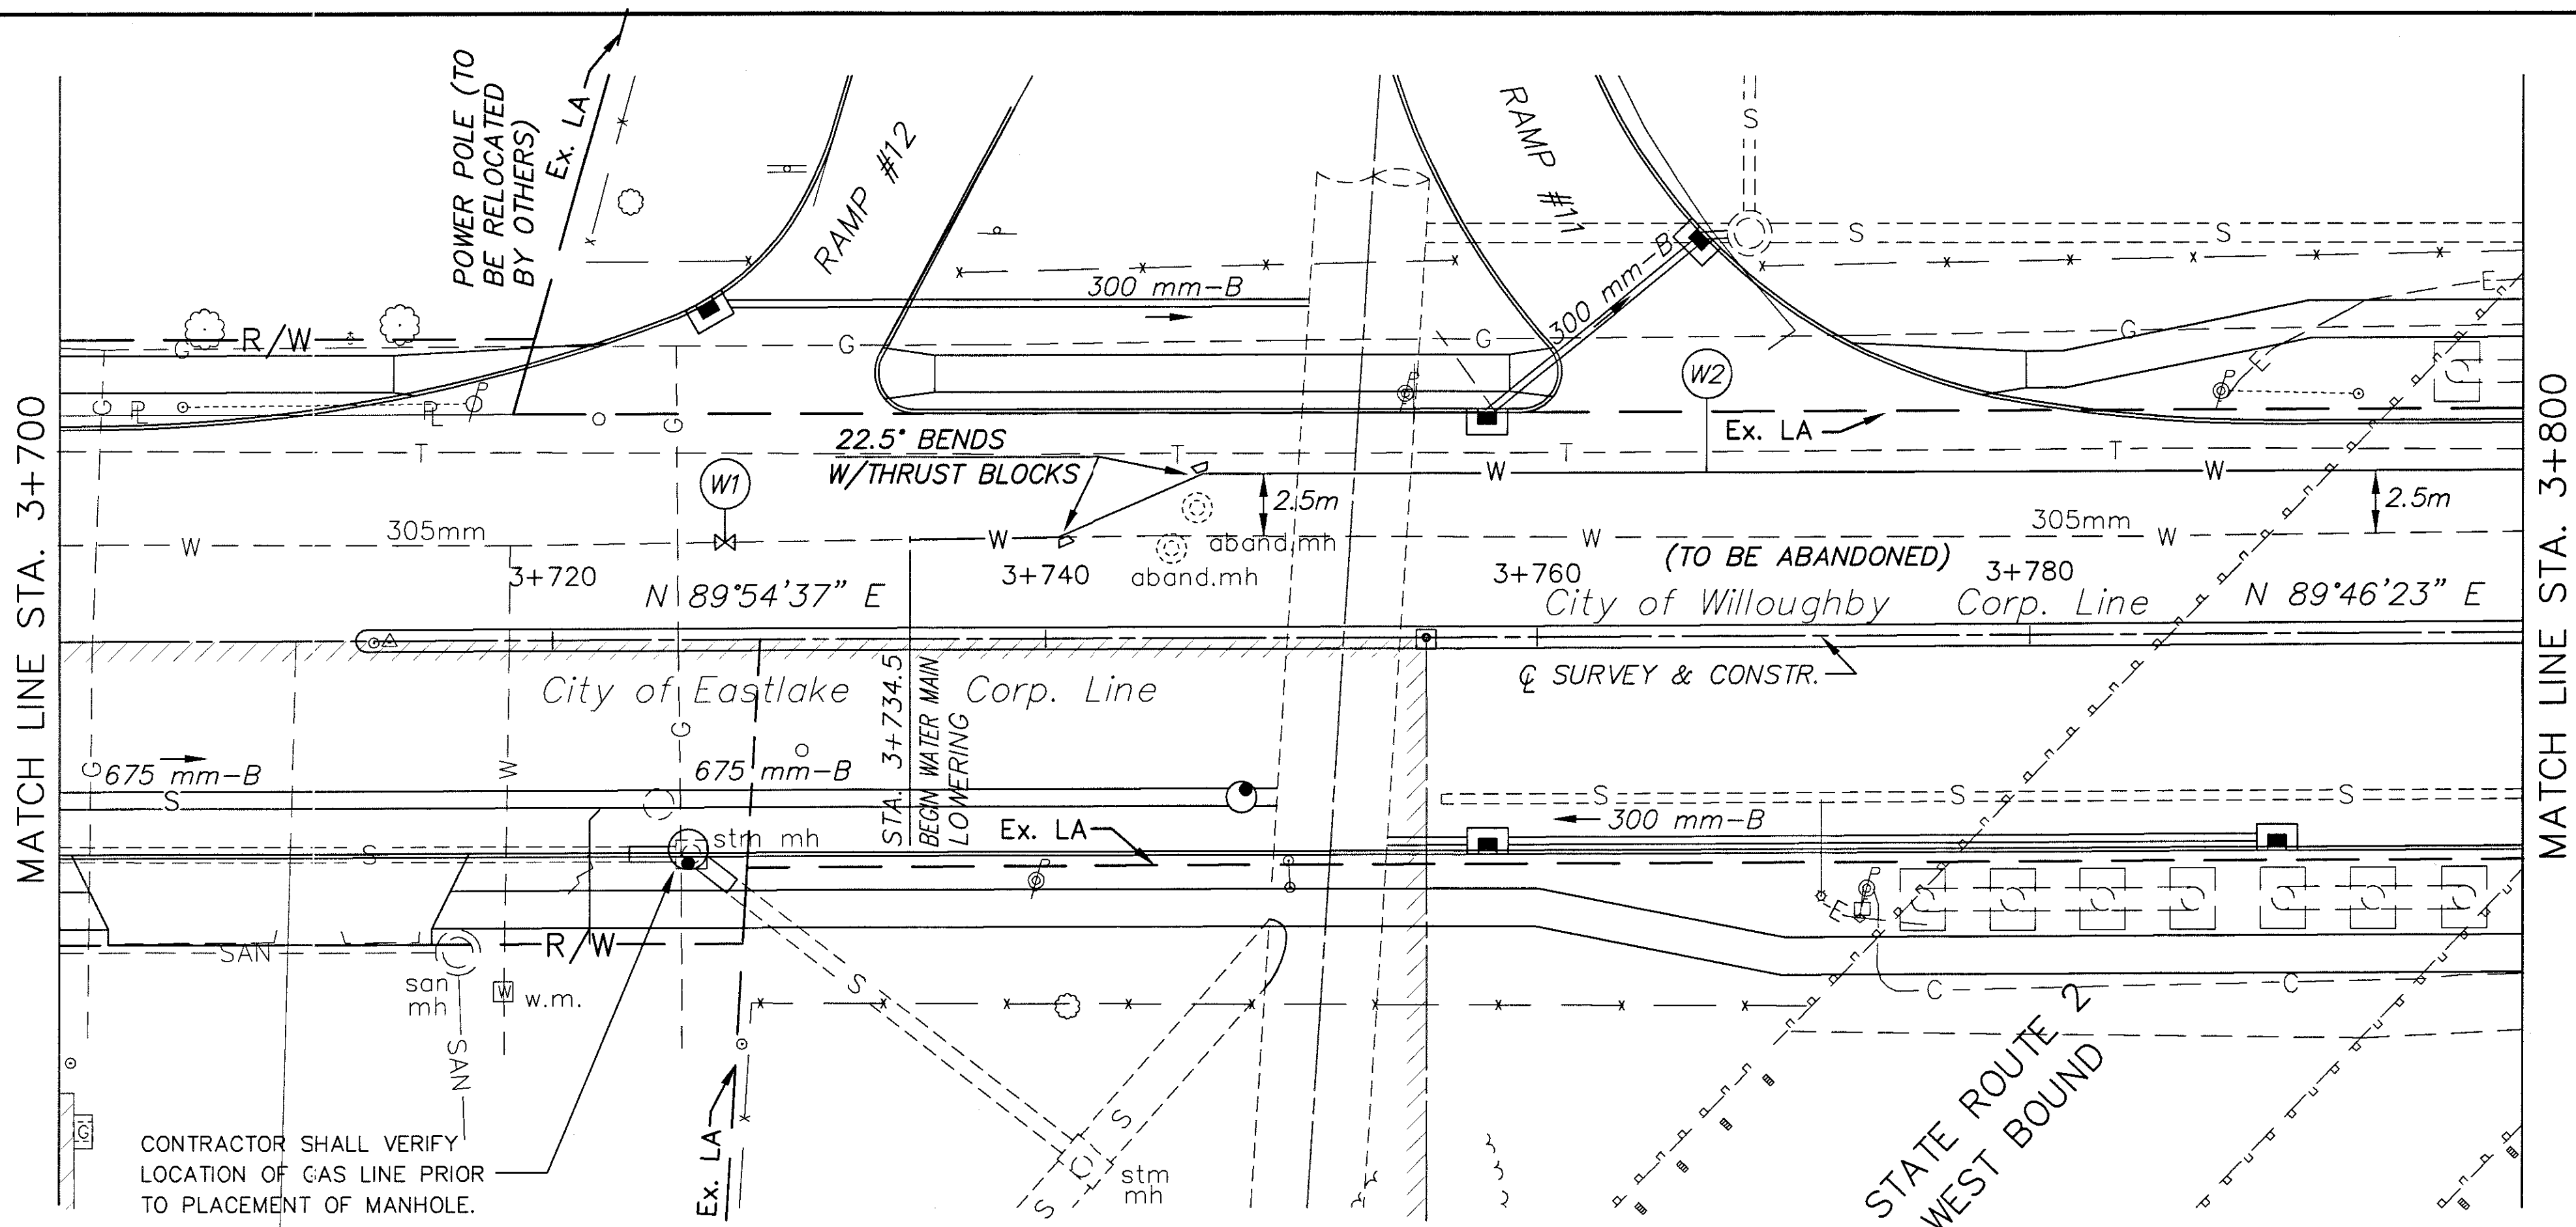 POWER POLE (TO
BE RELOCATED
BY OTHERS)
Ex. LA
RAMP #12
RAMP #11
S
S
S
300 mm-B
300 mm-B
E
E
G
R/W
G
G
G
W2
PL
PL
G
G
Ex. LA
22.5° BENDS
W/THRUST BLOCKS
T
T
T
T
W
W
W1
2.5m
2.5m
305mm
305mm
W
W
W
W
aband.mh
aband.mh
(TO BE ABANDONED)
3+720
3+740
3+760
3+780
N 89°54'37" E
City of Willoughby Corp. Line
N 89°46'23" E
MATCH LINE STA. 3+700
MATCH LINE STA. 3+800
City of Eastlake Corp. Line
℄ SURVEY & CONSTR.
STA. 3+734.5
BEGIN WATER MAIN
LOWERING
G
G
W
675 mm-B
675 mm-B
S
S
S
S
300 mm-B
Ex. LA
stm mh
S
E
SAN
R/W
san
mh
W
w.m.
S
C
C
SAN
STATE ROUTE 2
WEST BOUND
G
CONTRACTOR SHALL VERIFY
LOCATION OF GAS LINE PRIOR
TO PLACEMENT OF MANHOLE.
Ex. LA
S
S
stm
mh